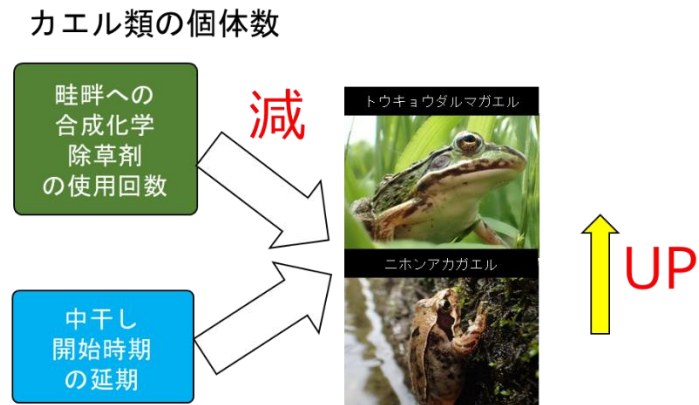 カエル類の個体数
畦畔への
合成化学
除草剤
の使用回数
減
トウキョウダルマガエル
ニホンアカガエル
UP
中干し
開始時期
の延期